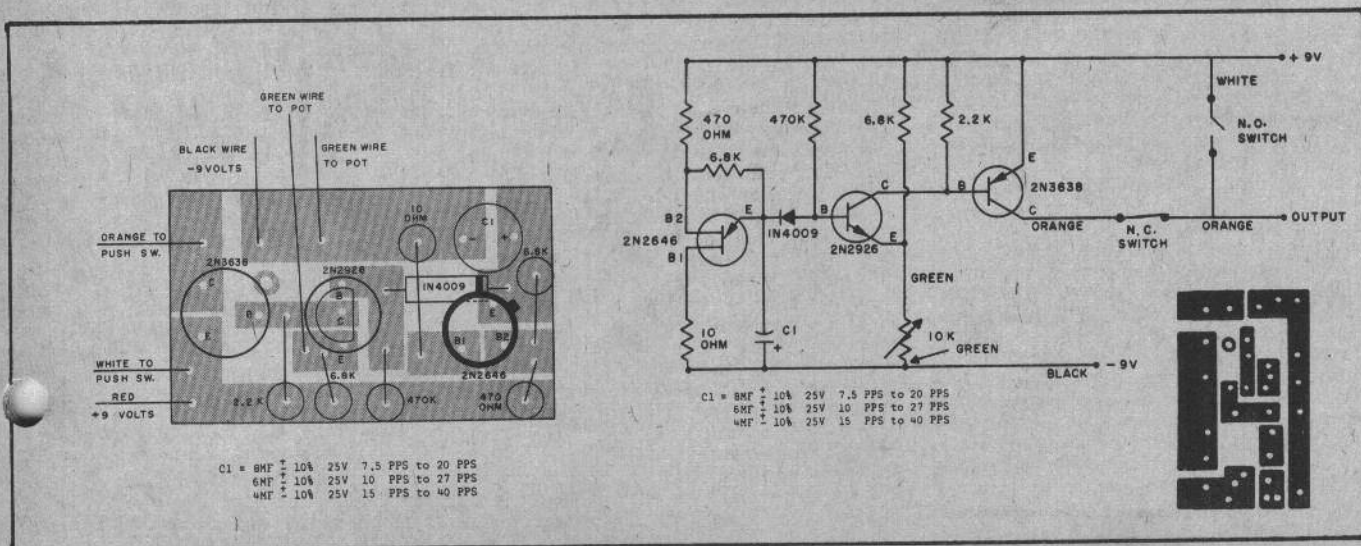 GREEN WIRE
TO POT
BLACK WIRE
-9 VOLTS
GREEN WIRE
TO POT
ORANGE TO
PUSH SW.
2N3638
C
B
E
2N2926
B
C
E
10
OHM
C1
- +
6.8K
1N4009
E
B1 B2
2N2646
WHITE TO
PUSH SW.
RED
+9 VOLTS
2.2K
6.8K
470K
470
OHM
C1 = 8MF ± 10% 25V 7.5 PPS to 20 PPS
6MF ± 10% 25V 10 PPS to 27 PPS
4MF ± 10% 25V 15 PPS to 40 PPS
+ 9V
WHITE
N.O.
SWITCH
470
OHM
470K
6.8K
2.2K
6.8K
E
2N3638
B
C
ORANGE
N.C.
SWITCH
ORANGE
OUTPUT
B2
E
2N2646
B1
1N4009
B
C
2N2926
E
GREEN
10
OHM
C1
+
10K
GREEN
BLACK
- 9V
C1 = 8MF ± 10% 25V 7.5 PPS to 20 PPS
6MF ± 10% 25V 10 PPS to 27 PPS
4MF ± 10% 25V 15 PPS to 40 PPS